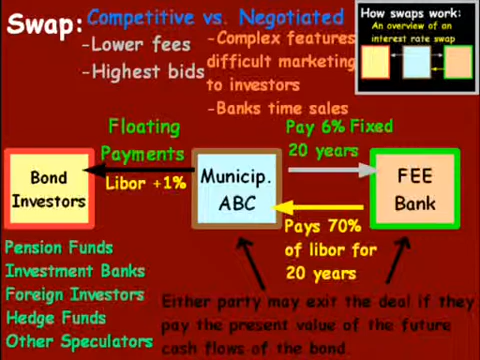 Swap:
Competitive vs. Negotiated
-Lower fees
-Highest bids
-Complex features
difficult marketing
to investors
-Banks time sales
How swaps work:
An overview of an
interest rate swap
Floating
Payments
Libor +1%
Pay 6% Fixed
20 years
Bond
Investors
Municip.
ABC
FEE
Bank
Pays 70%
of libor for
20 years
Pension Funds
Investment Banks
Foreign Investors
Hedge Funds
Other Speculators
Either party may exit the deal if they
pay the present value of the future
cash flows of the bond.